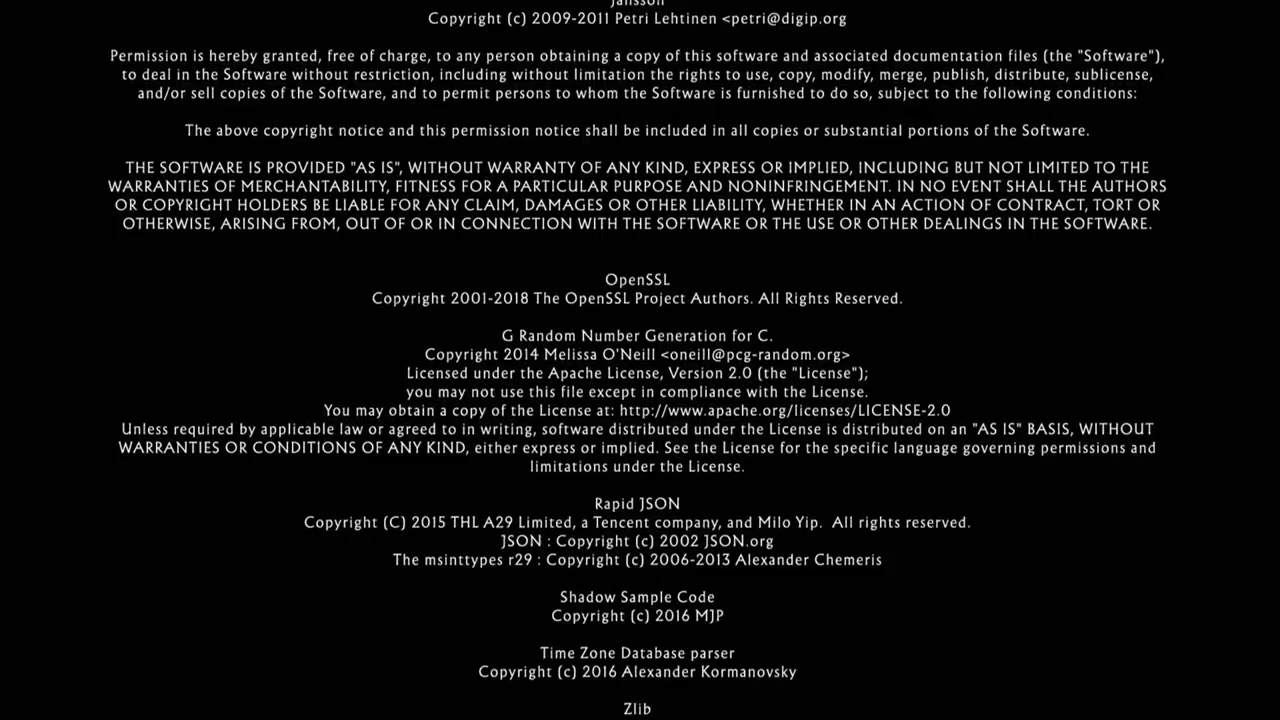 Jansson
Copyright (c) 2009-2011 Petri Lehtinen <petri@digip.org
Permission is hereby granted, free of charge, to any person obtaining a copy of this software and associated documentation files (the "Software"),
to deal in the Software without restriction, including without limitation the rights to use, copy, modify, merge, publish, distribute, sublicense,
and/or sell copies of the Software, and to permit persons to whom the Software is furnished to do so, subject to the following conditions:
The above copyright notice and this permission notice shall be included in all copies or substantial portions of the Software.
THE SOFTWARE IS PROVIDED "AS IS", WITHOUT WARRANTY OF ANY KIND, EXPRESS OR IMPLIED, INCLUDING BUT NOT LIMITED TO THE
WARRANTIES OF MERCHANTABILITY, FITNESS FOR A PARTICULAR PURPOSE AND NONINFRINGEMENT. IN NO EVENT SHALL THE AUTHORS
OR COPYRIGHT HOLDERS BE LIABLE FOR ANY CLAIM, DAMAGES OR OTHER LIABILITY, WHETHER IN AN ACTION OF CONTRACT, TORT OR
OTHERWISE, ARISING FROM, OUT OF OR IN CONNECTION WITH THE SOFTWARE OR THE USE OR OTHER DEALINGS IN THE SOFTWARE.
OpenSSL
Copyright 2001-2018 The OpenSSL Project Authors. All Rights Reserved.
G Random Number Generation for C.
Copyright 2014 Melissa O'Neill <oneill@pcg-random.org>
Licensed under the Apache License, Version 2.0 (the "License");
you may not use this file except in compliance with the License.
You may obtain a copy of the License at: http://www.apache.org/licenses/LICENSE-2.0
Unless required by applicable law or agreed to in writing, software distributed under the License is distributed on an "AS IS" BASIS, WITHOUT
WARRANTIES OR CONDITIONS OF ANY KIND, either express or implied. See the License for the specific language governing permissions and
limitations under the License.
Rapid JSON
Copyright (C) 2015 THL A29 Limited, a Tencent company, and Milo Yip. All rights reserved.
JSON : Copyright (c) 2002 JSON.org
The msinttypes r29 : Copyright (c) 2006-2013 Alexander Chemeris
Shadow Sample Code
Copyright (c) 2016 MJP
Time Zone Database parser
Copyright (c) 2016 Alexander Kormanovsky
Zlib